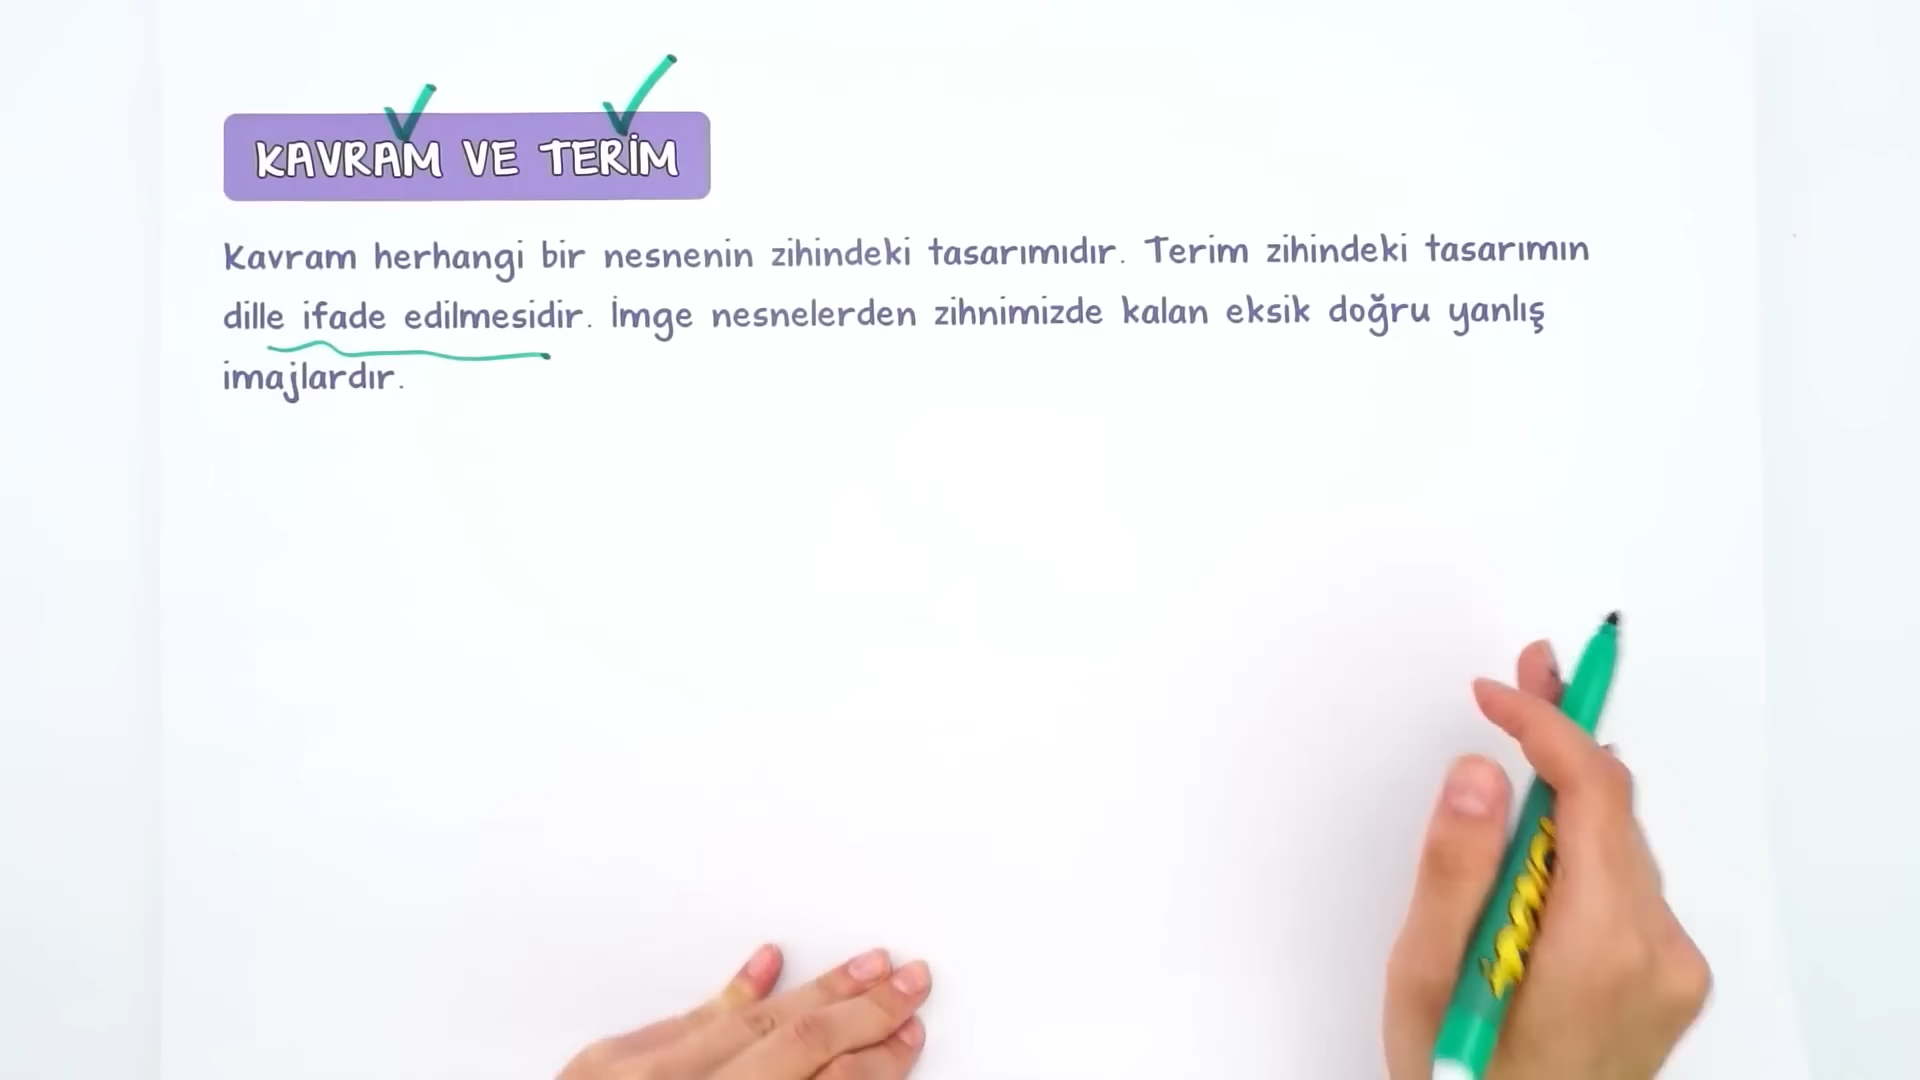 KAVRAM VE TERİM
Kavram herhangi bir nesnenin zihindeki tasarımıdır. Terim zihindeki tasarımın
dille ifade edilmesidir. İmge nesnelerden zihnimizde kalan eksik doğru yanlış
imajlardır.